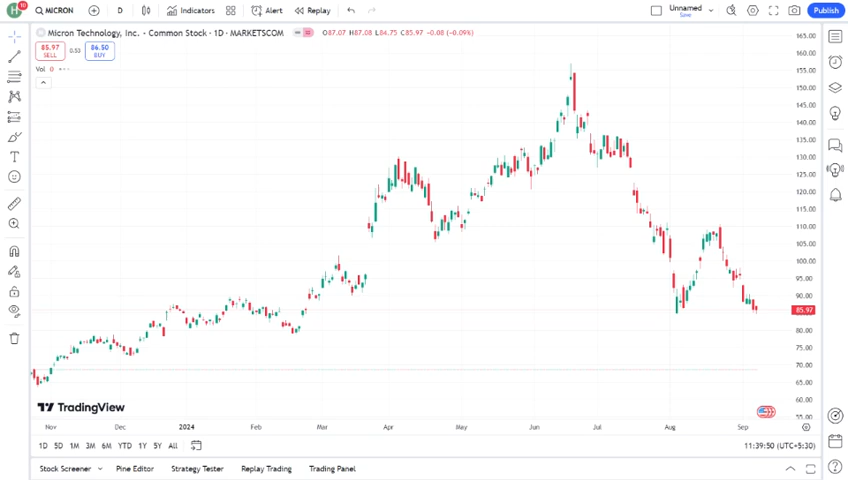 H 10 MICRON D Indicators Alert Replay Unnamed Save Publish
Micron Technology, Inc. - Common Stock · 1D · MARKETSCOM O87.07 H87.08 L84.75 C85.97 -0.08 (-0.09%)
85.97 SELL 0.53 86.50 BUY
Vol 0
165.00
160.00
155.00
150.00
145.00
140.00
135.00
130.00
125.00
120.00
115.00
110.00
105.00
100.00
95.00
90.00
85.97
80.00
75.00
70.00
65.00
60.00
55.00
TradingView
Nov Dec 2024 Feb Mar Apr May Jun Jul Aug Sep
1D 5D 1M 3M 6M YTD 1Y 5Y All 11:39:50 (UTC+5:30)
Stock Screener Pine Editor Strategy Tester Replay Trading Trading Panel